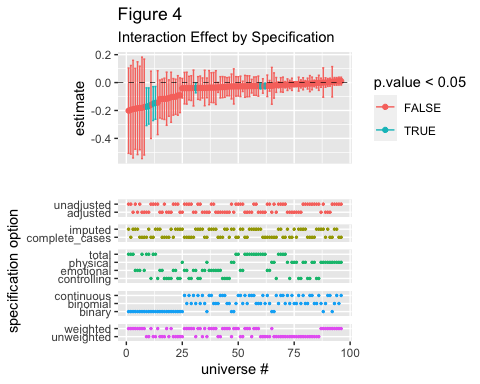 Figure 4
Interaction Effect by Specification
estimate
0.2
0.0
-0.2
-0.4
p.value < 0.05
FALSE
TRUE
specification option
unadjusted
adjusted
imputed
complete_cases
total
physical
emotional
controlling
continuous
binomial
binary
weighted
unweighted
0 25 50 75 100
universe #